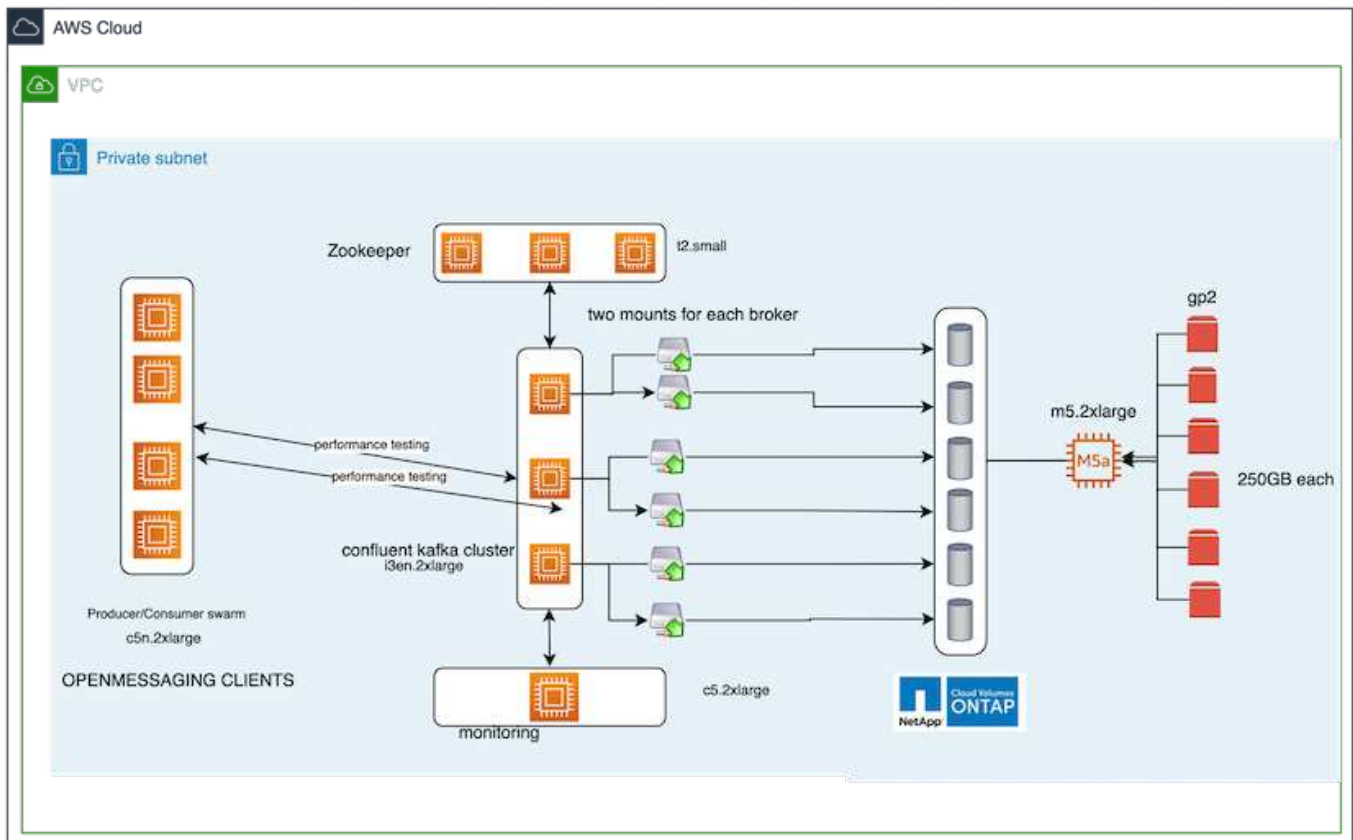 AWS Cloud
VPC
Private subnet
Zookeeper
t2.small
two mounts for each broker
gp2
m5.2xlarge
M5a
250GB each
performance testing
performance testing
confluent kafka cluster
i3en.2xlarge
Producer/Consumer swarm
c5n.2xlarge
OPENMESSAGING CLIENTS
c5.2xlarge
monitoring
NetApp
Cloud Volumes
ONTAP